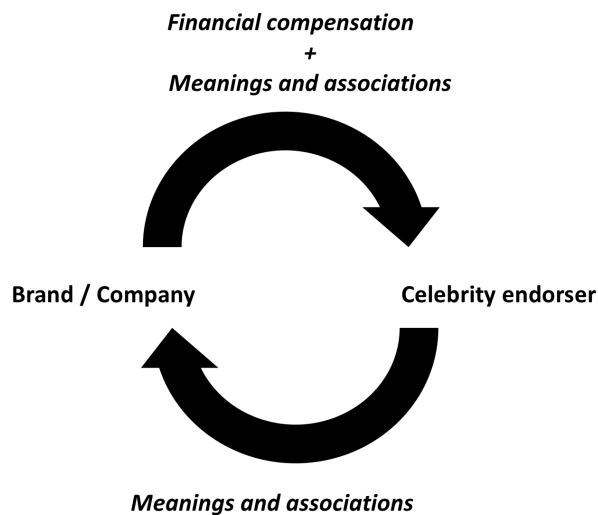 Financial compensation
+
Meanings and associations
Brand / Company
Celebrity endorser
Meanings and associations